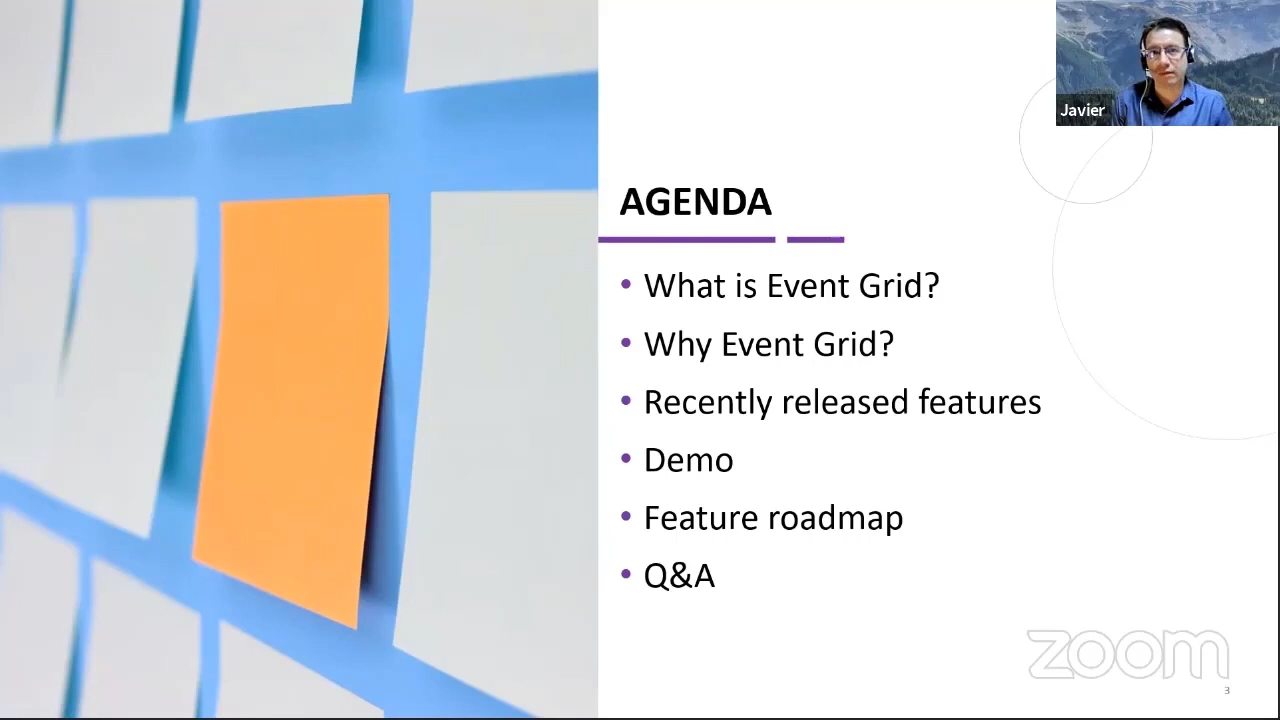 Javier
AGENDA
• What is Event Grid?
• Why Event Grid?
• Recently released features
• Demo
• Feature roadmap
• Q&A
zoom
3